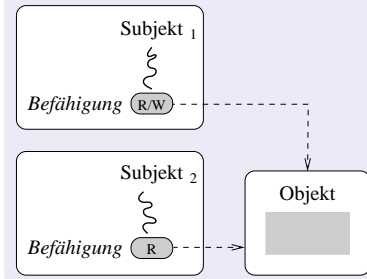 Subjekt 1
Befähigung R/W
Subjekt 2
Objekt
Befähigung R